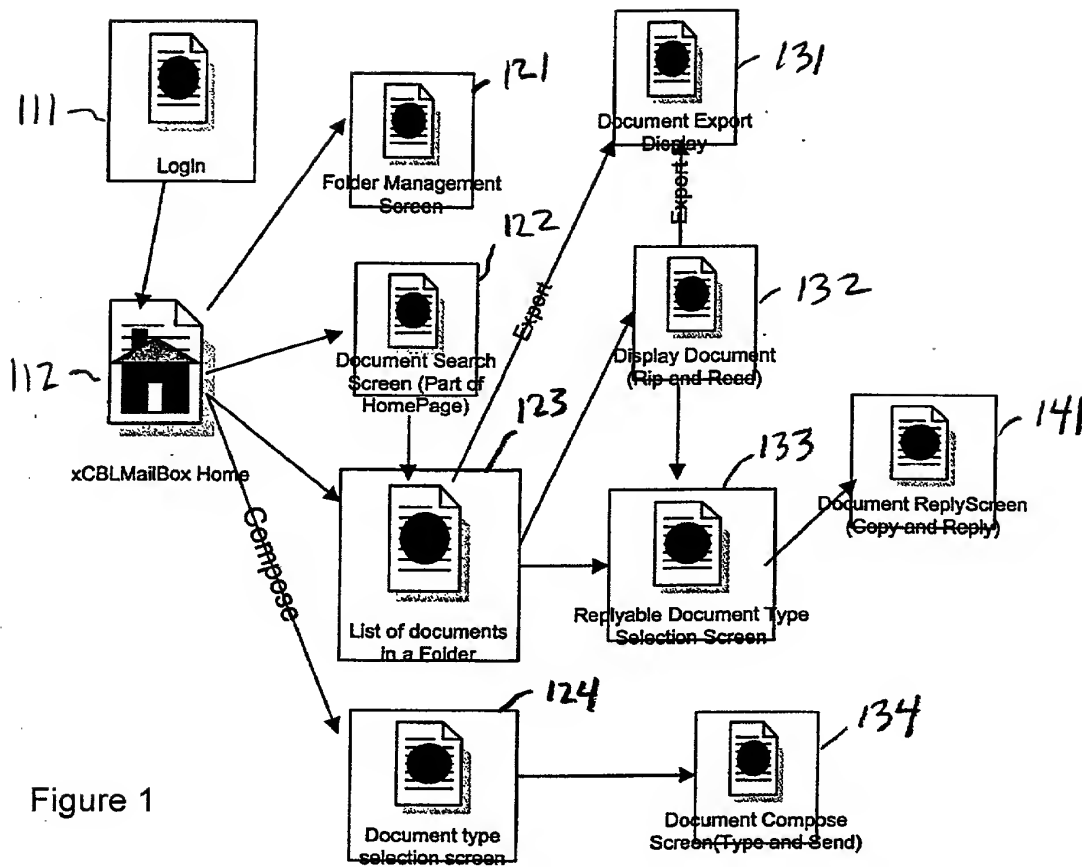 111
LogIn
121
Folder Management
Screen
131
Document Export
Display
Export
Export
122
Document Search
Screen (Part of
HomePage)
132
Display Document
(Rip and Read)
112
xCBLMailBox Home
Compose
123
List of documents
in a Folder
133
Replyable Document Type
Selection Screen
141
Document ReplyScreen
(Copy and Reply)
124
Document type
selection screen
134
Document Compose
Screen(Type and Send)
Figure 1